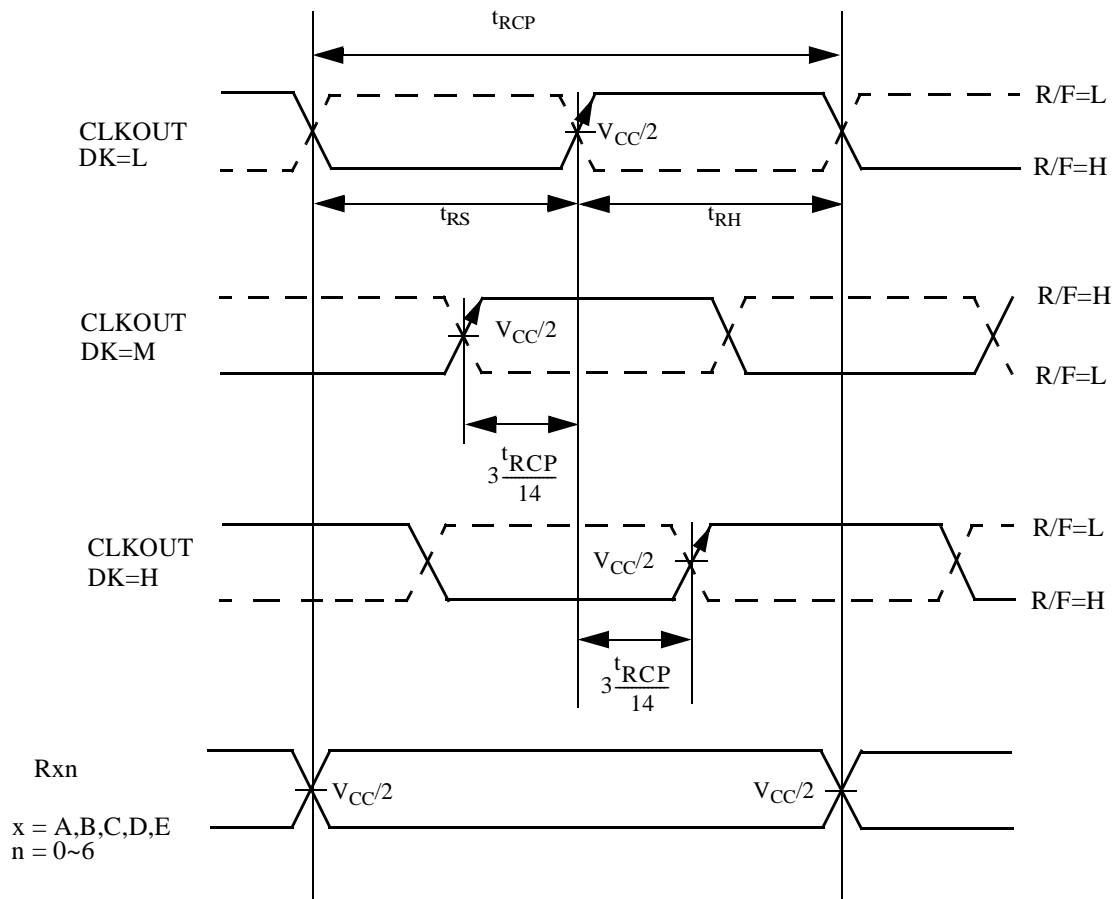 tRCP
R/F=L
CLKOUT
DK=L
VCC/2
R/F=H
tRS
tRH
R/F=H
CLKOUT
DK=M
VCC/2
R/F=L
3 tRCP
14
R/F=L
CLKOUT
DK=H
VCC/2
R/F=H
3 tRCP
14
Rxn
VCC/2
VCC/2
x = A,B,C,D,E
n = 0~6